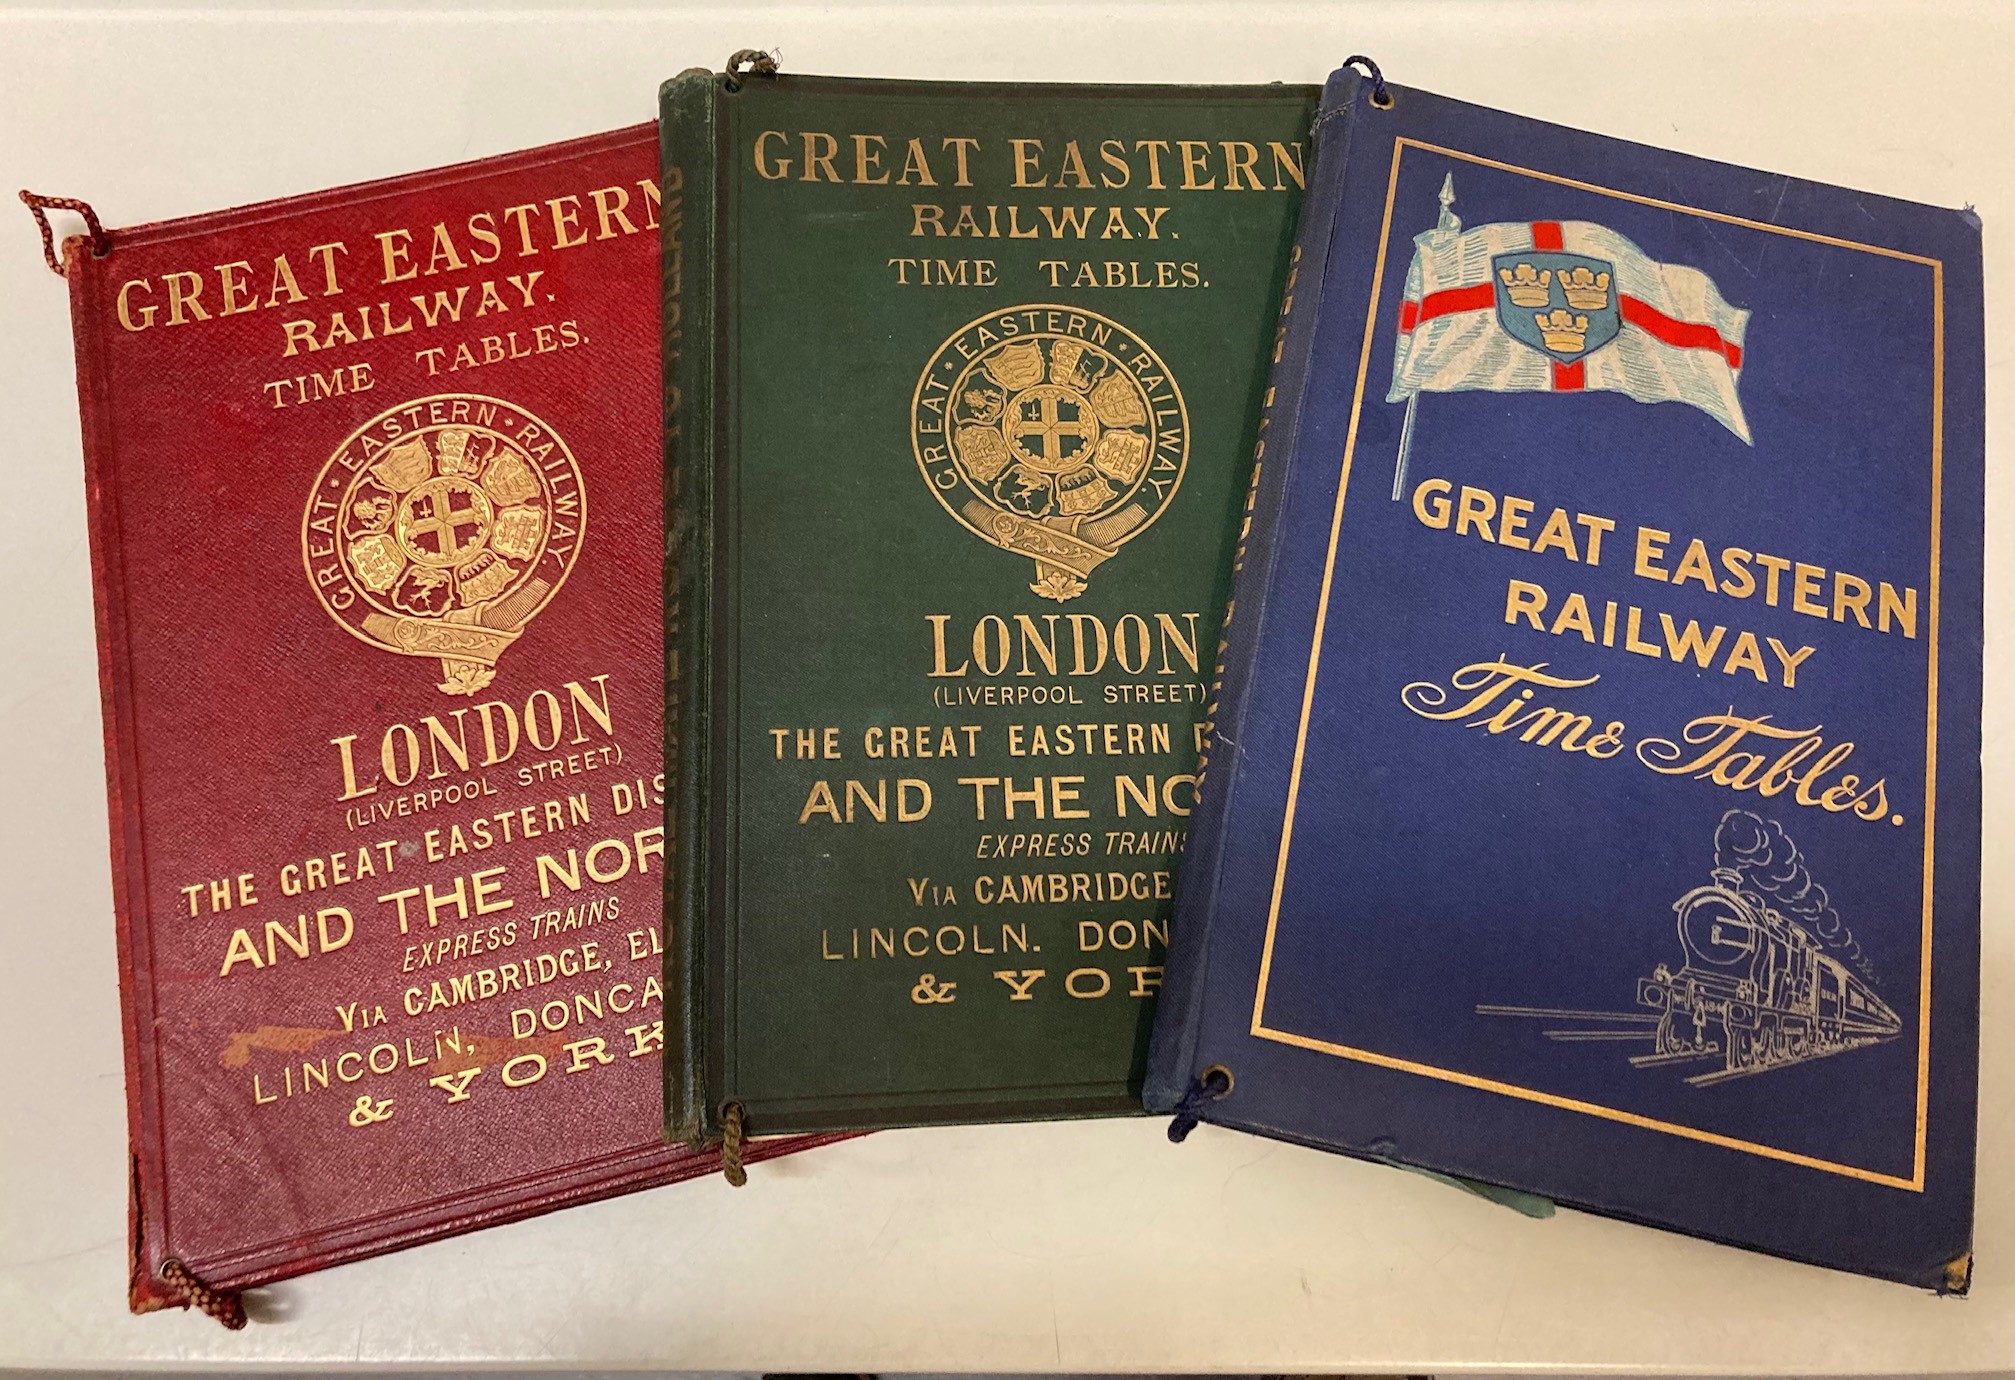 GREAT EASTERN
RAILWAY.
TIME TABLES.
GREAT EASTERN RAILWAY.
LONDON
(LIVERPOOL STREET)
THE GREAT EASTERN DIS
AND THE NOR
EXPRESS TRAINS
VIA CAMBRIDGE, EL
LINCOLN, DONCA
& YORK
GREAT EASTERN
RAILWAY.
TIME TABLES.
GREAT EASTERN RAILWAY.
LONDON
(LIVERPOOL STREET)
THE GREAT EASTERN
AND THE NO
EXPRESS TRAINS
VIA CAMBRIDGE
LINCOLN. DON
& YOR
GREAT EASTERN
RAILWAY
Time Tables.